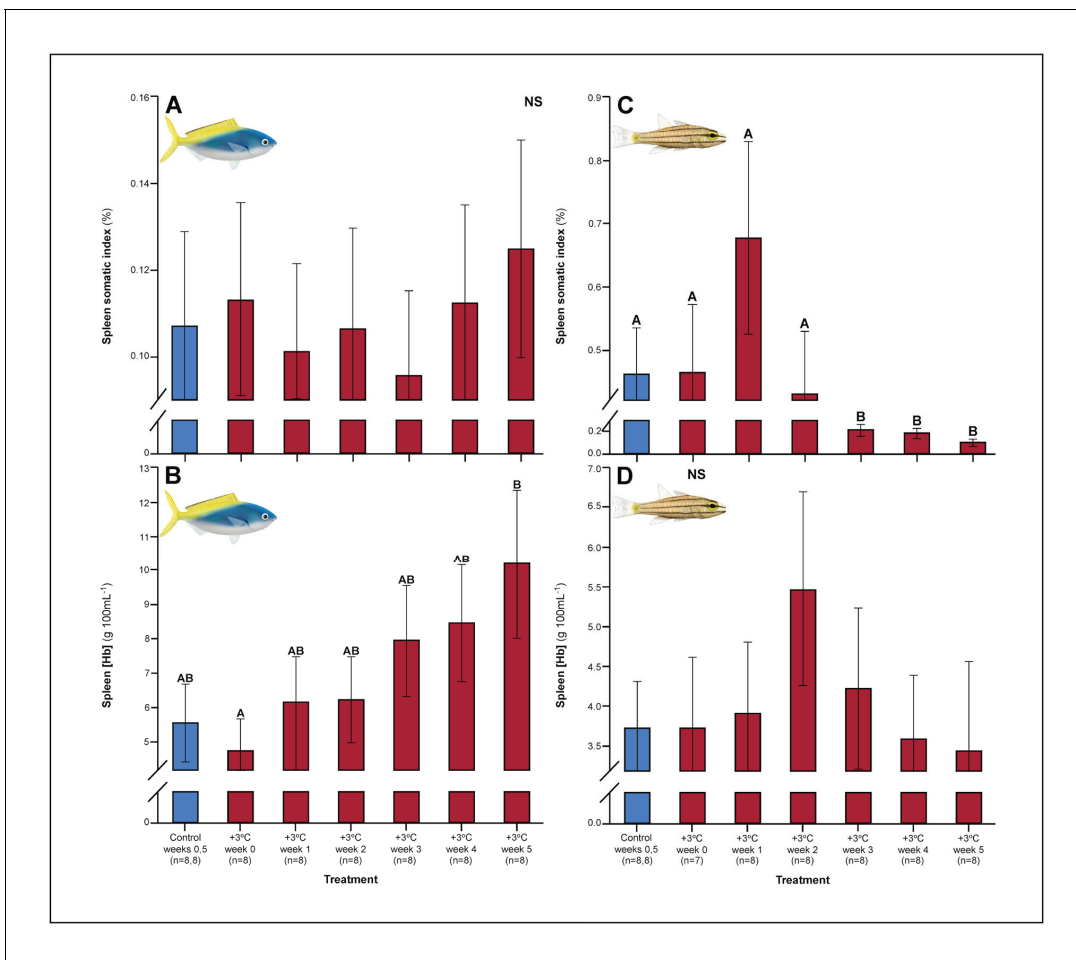 A
NS
0.16
0.14
0.12
0.10
0
Spleen somatic index (%)
B
13
12
11
10
9
8
7
6
5
0
Spleen [Hb] (g 100mL-1)
AB
A
AB
AB
AB
AB
B
Control
weeks 0,5
(n=8,8)
+3ºC
week 0
(n=8)
+3ºC
week 1
(n=8)
+3ºC
week 2
(n=8)
+3ºC
week 3
(n=8)
+3ºC
week 4
(n=8)
+3ºC
week 5
(n=8)
Treatment
C
0.9
0.8
0.7
0.6
0.5
0.2
0.0
Spleen somatic index (%)
A
A
A
A
B
B
B
D
NS
7.0
6.5
6.0
5.5
5.0
4.5
4.0
3.5
0.0
Spleen [Hb] (g 100mL-1)
Control
weeks 0,5
(n=8,8)
+3ºC
week 0
(n=7)
+3ºC
week 1
(n=8)
+3ºC
week 2
(n=8)
+3ºC
week 3
(n=8)
+3ºC
week 4
(n=8)
+3ºC
week 5
(n=8)
Treatment